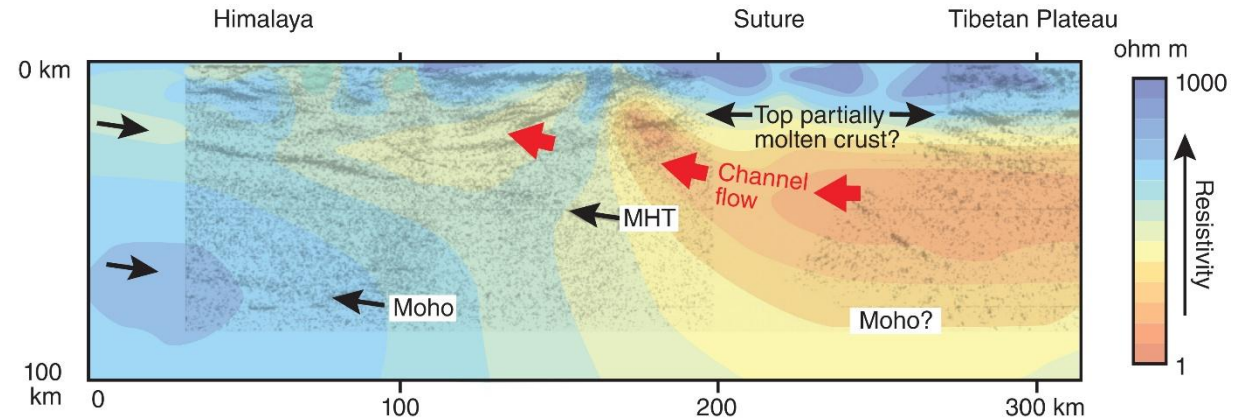 Himalaya
Suture
Tibetan Plateau
ohm m
0 km
1000
Top partially
molten crust?
Channel
flow
MHT
Resistivity
Moho
Moho?
1
100
km
0
100
200
300 km